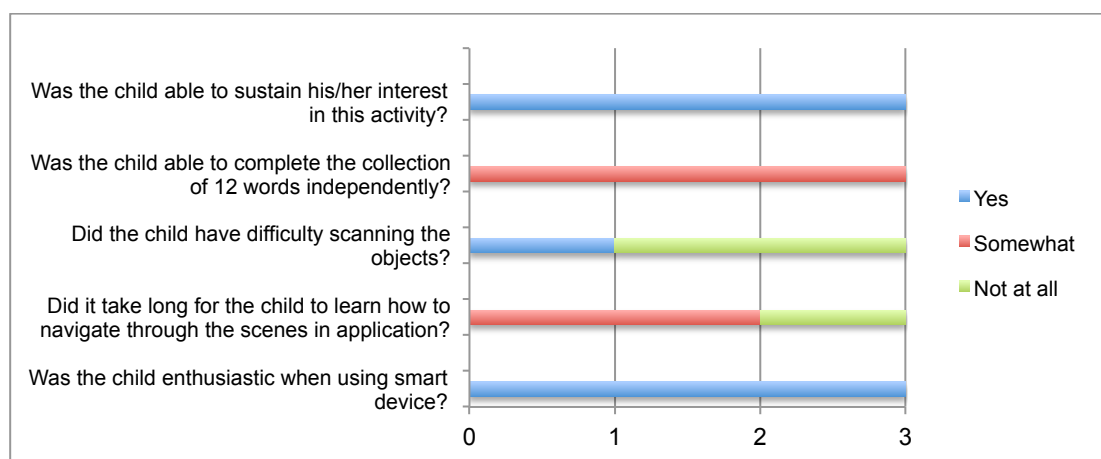 Was the child able to sustain his/her interest
in this activity?
Was the child able to complete the collection
of 12 words independently?
Did the child have difficulty scanning the
objects?
Did it take long for the child to learn how to
navigate through the scenes in application?
Was the child enthusiastic when using smart
device?
0 1 2 3
Yes
Somewhat
Not at all